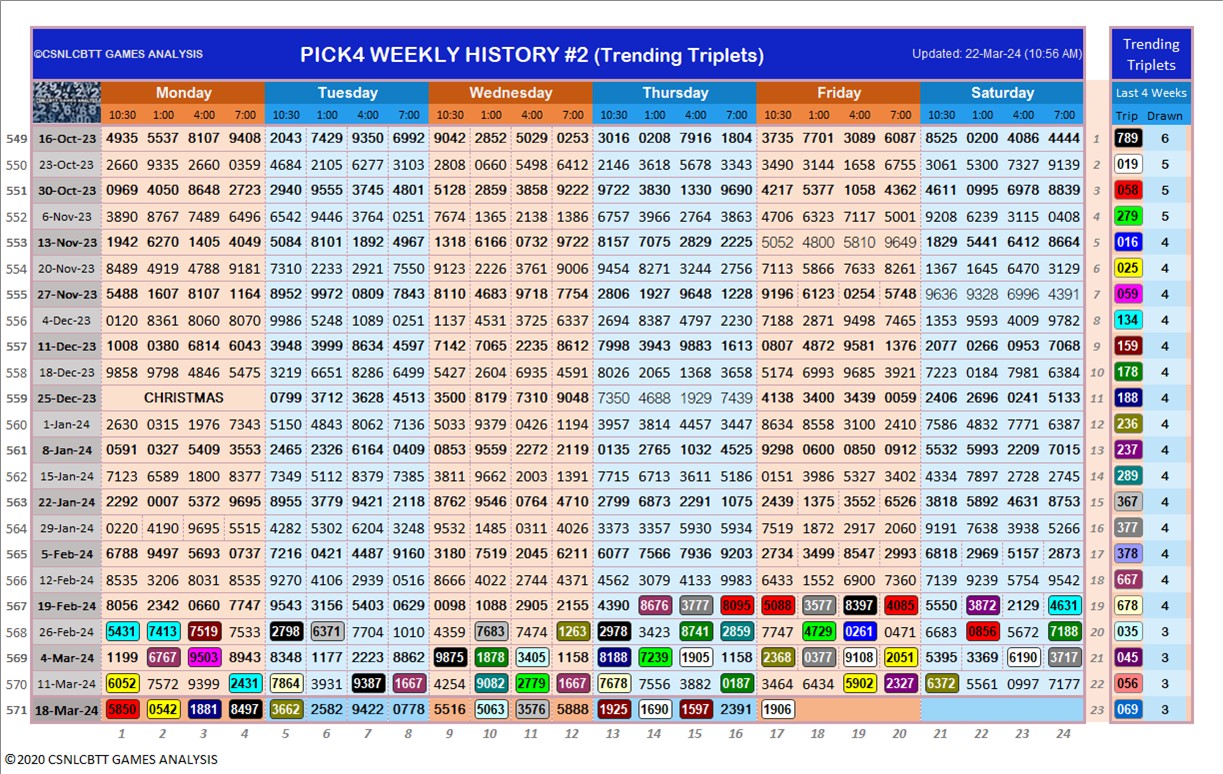 ©CSNLCBTT GAMES ANALYSIS PICK4 WEEKLY HISTORY #2 (Trending Triplets) Updated: 22-Mar-24 (10:56 AM) Trending Triplets
Monday Tuesday Wednesday Thursday Friday Saturday Last 4 Weeks
10:30 1:00 4:00 7:00 10:30 1:00 4:00 7:00 10:30 1:00 4:00 7:00 10:30 1:00 4:00 7:00 10:30 1:00 4:00 7:00 10:30 1:00 4:00 7:00 Trip Drawn
549 16-Oct-23 4935 5537 8107 9408 2043 7429 9350 6992 9042 2852 5029 0253 3016 0208 7916 1804 3735 7701 3089 6087 8525 0200 4086 4444 1 789 6
550 23-Oct-23 2660 9335 2660 0359 4684 2105 6277 3103 2808 0660 5498 6412 2146 3618 5678 3343 3490 3144 1658 6755 3061 5300 7327 9139 2 019 5
551 30-Oct-23 0969 4050 8648 2723 2940 9555 3745 4801 5128 2859 3858 9222 9722 3830 1330 9690 4217 5377 1058 4362 4611 0995 6978 8839 3 058 5
552 6-Nov-23 3890 8767 7489 6496 6542 9446 3764 0251 7674 1365 2138 1386 6757 3966 2764 3863 4706 6323 7117 5001 9208 6239 3115 0408 4 279 5
553 13-Nov-23 1942 6270 1405 4049 5084 8101 1892 4967 1318 6166 0732 9722 8157 7075 2829 2225 5052 4800 5810 9649 1829 5441 6412 8664 5 016 4
554 20-Nov-23 8489 4919 4788 9181 7310 2233 2921 7550 9123 2226 3761 9006 9454 8271 3244 2756 7113 5866 7633 8261 1367 1645 6470 3129 6 025 4
555 27-Nov-23 5488 1607 8107 1164 8952 9972 0809 7843 8110 4683 9718 7754 2806 1927 9648 1228 9196 6123 0254 5748 9636 9328 6996 4391 7 059 4
556 4-Dec-23 0120 8361 8060 8070 9986 5248 1089 0251 1137 4531 3725 6337 2694 8387 4797 2230 7188 2871 9498 7465 1353 9593 4009 9782 8 134 4
557 11-Dec-23 1008 0380 6814 6043 3948 3999 8634 4597 7142 7065 2235 8612 7998 3943 9883 1613 0807 4872 9581 1376 2077 0266 0953 7068 9 159 4
558 18-Dec-23 9858 9798 4846 5475 3219 6651 8286 6499 5427 2604 6935 4591 8026 2065 1368 3658 5174 6993 9685 3921 7223 0184 7981 6384 10 178 4
559 25-Dec-23 CHRISTMAS 0799 3712 3628 4513 3500 8179 7310 9048 7350 4688 1929 7439 4138 3400 3439 0059 2406 2696 0241 5133 11 188 4
560 1-Jan-24 2630 0315 1976 7343 5150 4843 8062 7136 5033 9379 0426 1194 3957 3814 4457 3447 8634 8558 3100 2410 7586 4832 7771 6387 12 236 4
561 8-Jan-24 0591 0327 5409 3553 2465 2326 6164 0409 0853 9559 2272 2119 0135 2765 1032 4525 9298 0600 0850 0912 5532 5993 2209 7015 13 237 4
562 15-Jan-24 7123 6589 1800 8377 7349 5112 8379 7383 3811 9662 2003 1391 7715 6713 3611 5186 0151 3986 5327 3402 4334 7897 2728 2745 14 289 4
563 22-Jan-24 2292 0007 5372 9695 8955 3779 9421 2118 8762 9546 0764 4710 2799 6873 2291 1075 2439 1375 3552 6526 3818 5892 4631 8753 15 367 4
564 29-Jan-24 0220 4190 9695 5515 4282 5302 6204 3248 9532 1485 0311 4026 3373 3357 5930 5934 7519 1872 2917 2060 9191 7638 3938 5266 16 377 4
565 5-Feb-24 6788 9497 5693 0737 7216 0421 4487 9160 3180 7519 2045 6211 6077 7566 7936 9203 2734 3499 8547 2993 6818 2969 5157 2873 17 378 4
566 12-Feb-24 8535 3206 8031 8535 9270 4106 2939 0516 8666 4022 2744 4371 4562 3079 4133 9983 6433 1552 6900 7360 7139 9239 5754 9542 18 667 4
567 19-Feb-24 8056 2342 0660 7747 9543 3156 5403 0629 0098 1088 2905 2155 4390 8676 3777 8095 5088 3577 8397 4085 5550 3872 2129 4631 19 678 4
568 26-Feb-24 5431 7413 7519 7533 2798 6371 7704 1010 4359 7683 7474 1263 2978 3423 8741 2859 7747 4729 0261 0471 6683 0856 5672 7188 20 035 3
569 4-Mar-24 1199 6767 9503 8943 8348 1177 2223 8862 9875 1878 3405 1158 8188 7239 1905 1158 2368 0377 9108 2051 5395 3369 6190 3717 21 045 3
570 11-Mar-24 6052 7572 9399 2431 7864 3931 9387 1667 4254 9082 2779 1667 7678 7556 3882 0187 3464 6434 5902 2327 6372 5561 0997 7177 22 056 3
571 18-Mar-24 5850 0542 1881 8497 3662 2582 9422 0778 5516 5063 3576 5888 1925 1690 1597 2391 1906 23 069 3
1 2 3 4 5 6 7 8 9 10 11 12 13 14 15 16 17 18 19 20 21 22 23 24
©2020 CSNLCBTT GAMES ANALYSIS